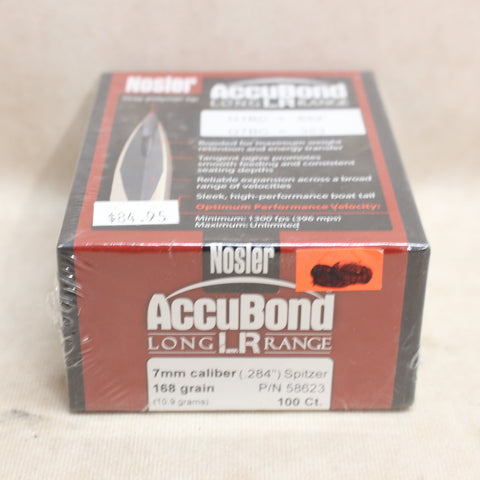 Nosler
AccuBond
LONG LR RANGE
Bonded for maximum weight
retention and energy transfer
Tangent ogive promotes
smooth feeding and consistent
seating depths
Reliable expansion across a broad
range of velocities
Sleek, high-performance boat tail
Optimum Performance Velocity:
Minimum: 1300 fps (396 mps)
Maximum: Unlimited
$84.95
Nosler
AccuBond
LONG LR RANGE
7mm caliber (.284") Spitzer
168 grain P/N 58623
(10.9 grams) 100 Ct.